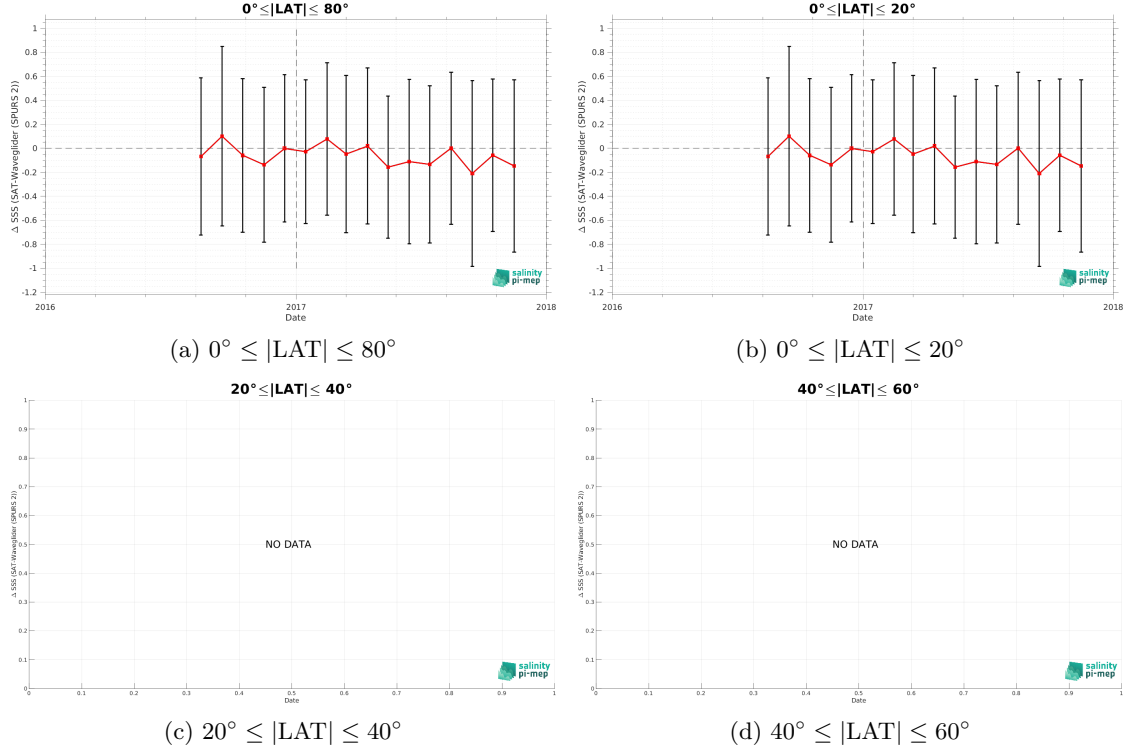 0°≤|LAT|≤ 80°
1
0.8
0.6
0.4
0.2
0
-0.2
-0.4
-0.6
-0.8
-1
-1.2
Δ SSS (SAT-Waveglider (SPURS 2))
2016
2017
2018
Date
salinity
pi-mep
(a) 0° ≤ |LAT| ≤ 80°
0°≤|LAT|≤ 20°
1
0.8
0.6
0.4
0.2
0
-0.2
-0.4
-0.6
-0.8
-1
-1.2
Δ SSS (SAT-Waveglider (SPURS 2))
2016
2017
2018
Date
salinity
pi-mep
(b) 0° ≤ |LAT| ≤ 20°
20°≤|LAT|≤ 40°
1
0.9
0.8
0.7
0.6
0.5
0.4
0.3
0.2
0.1
0
Δ SSS (SAT-Waveglider (SPURS 2))
NO DATA
0 0.1 0.2 0.3 0.4 0.5 0.6 0.7 0.8 0.9 1
Date
salinity
pi-mep
(c) 20° ≤ |LAT| ≤ 40°
40°≤|LAT|≤ 60°
1
0.9
0.8
0.7
0.6
0.5
0.4
0.3
0.2
0.1
0
Δ SSS (SAT-Waveglider (SPURS 2))
NO DATA
0 0.1 0.2 0.3 0.4 0.5 0.6 0.7 0.8 0.9 1
Date
salinity
pi-mep
(d) 40° ≤ |LAT| ≤ 60°